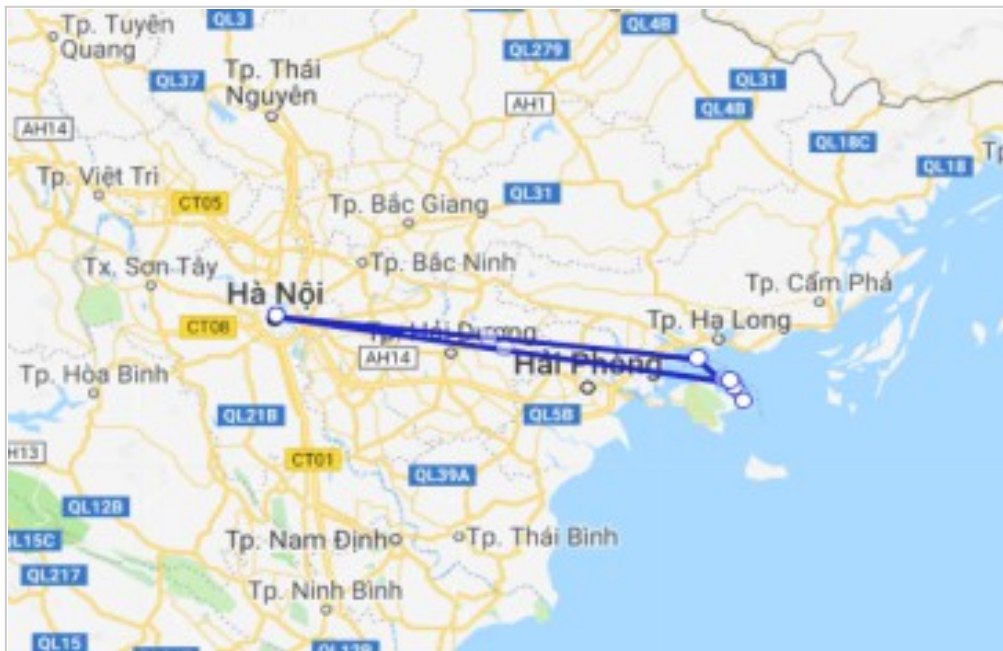 Tp. Tuyên
Quang
QL3
QL4B
QL279
QL37
Tp. Thái
Nguyên
QL31
AH1
QL4B
AH14
QL18C
QL18
Tp. Việt Trì
QL31
CT05
Tp. Bắc Giang
Tp. Bắc Ninh
Tx. Sơn Tây
Tp. Cẩm Phả
Hà Nội
CT08
Tp. Hạ Long
Tp. Hải Dương
AH14
Hải Phòng
Tp. Hòa Bình
QL21B
QL5B
CT01
QL39A
QL12B
QL15C
Tp. Nam Định
Tp. Thái Bình
QL217
Tp. Ninh Bình
QL15